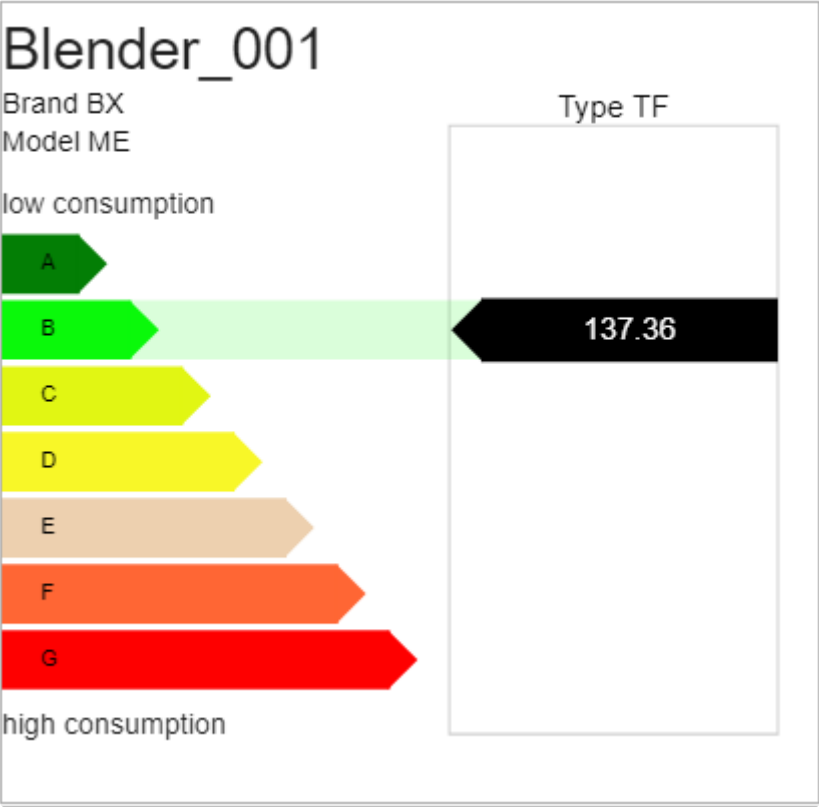 Blender_001
Brand BX
Type TF
Model ME
low consumption
A
B
137.36
C
D
E
F
G
high consumption